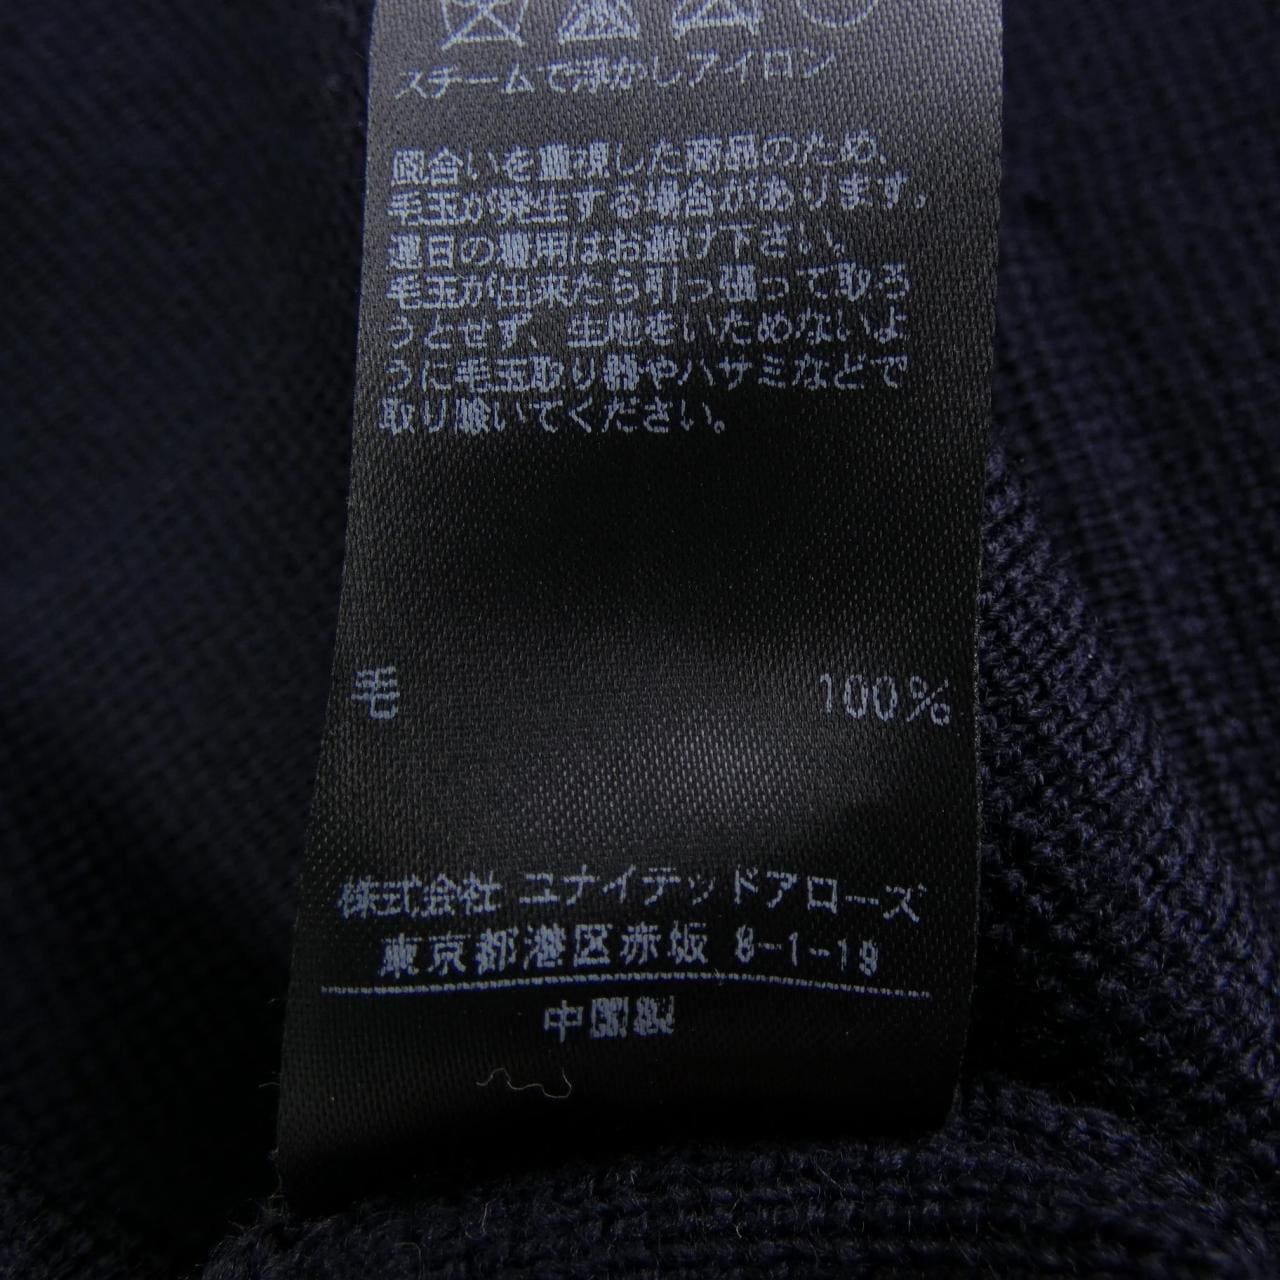 スチームで浮かしアイロン
風合いを重視した商品のため、
毛玉が発生する場合があります。
連日の着用はお避け下さい、
毛玉が出来たら引っ張って取ろ
うとせず、生地をいためないよ
うに毛玉取り器やハサミなどで
取り除いてください。
毛 100%
株式会社 ユナイテッドアローズ
東京都港区赤坂 8-1-19
中国製